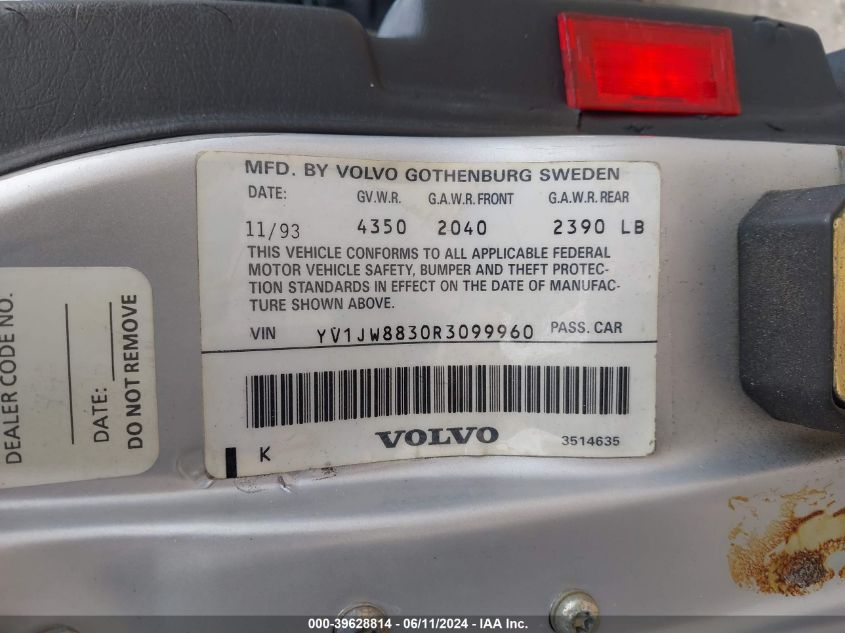 MFD. BY VOLVO GOTHENBURG SWEDEN
DATE: GV.W.R. G.A.W.R. FRONT G.A.W.R. REAR
11/93 4350 2040 2390 LB
THIS VEHICLE CONFORMS TO ALL APPLICABLE FEDERAL
MOTOR VEHICLE SAFETY, BUMPER AND THEFT PROTEC-
TION STANDARDS IN EFFECT ON THE DATE OF MANUFAC-
TURE SHOWN ABOVE.
VIN YV1JW8830R3099960 PASS. CAR
K VOLVO 3514635
DEALER CODE NO.
DATE:
DO NOT REMOVE
000-39628814 / 06/11/2024 - IAA Inc.